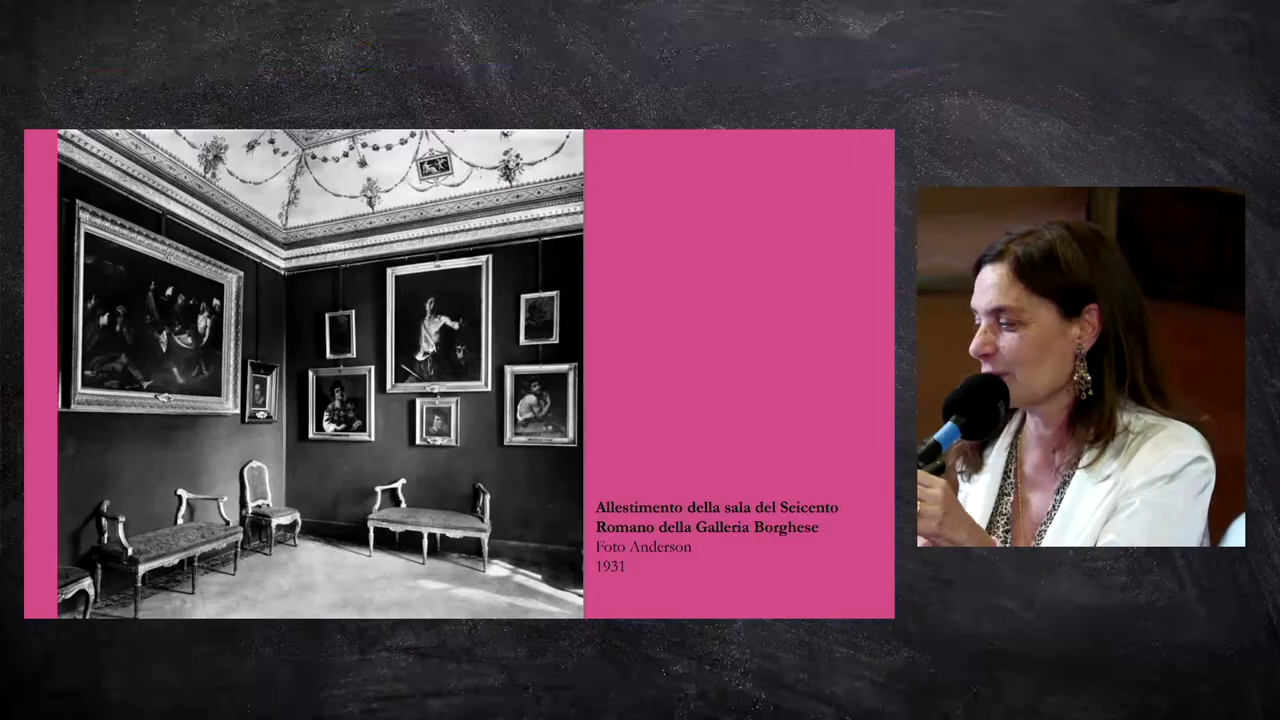 Allestimento della sala del Seicento
Romano della Galleria Borghese
Foto Anderson
1931